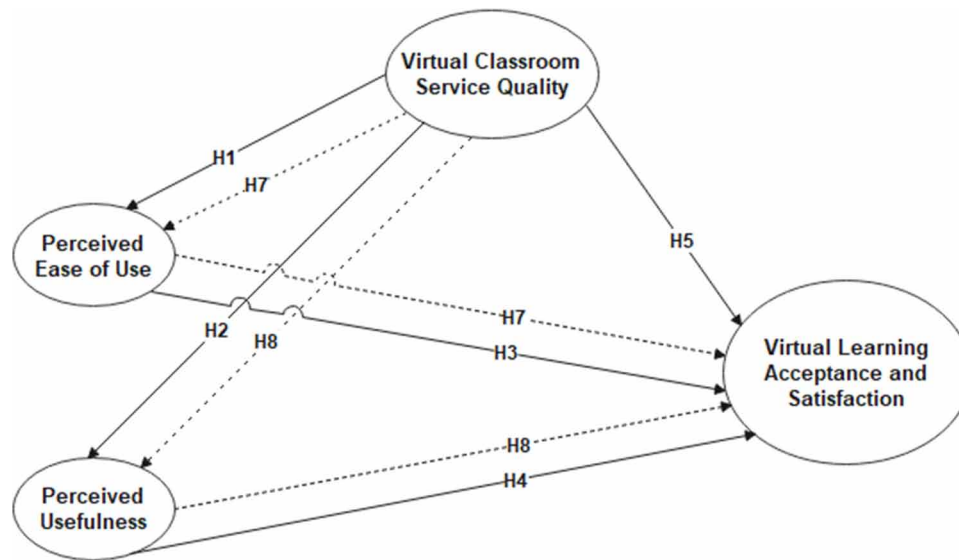 Virtual Classroom
Service Quality
H1
H7
Perceived
Ease of Use
H5
H7
H2
H8
H3
Virtual Learning
Acceptance and
Satisfaction
H8
Perceived
Usefulness
H4